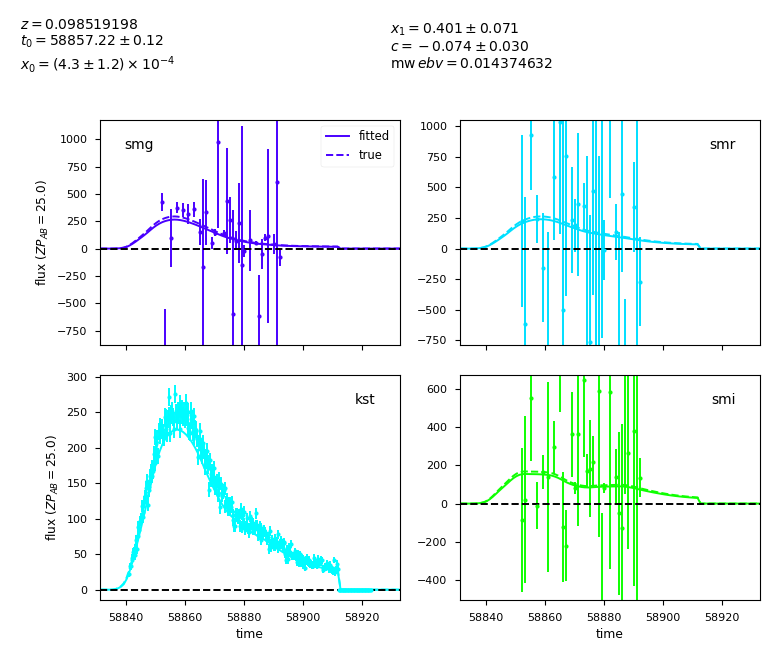 z = 0.098519198
t0 = 58857.22 ± 0.12
x0 = (4.3 ± 1.2) × 10^-4
x1 = 0.401 ± 0.071
c = −0.074 ± 0.030
mw ebv = 0.014374632
smg
fitted
true
1000
750
500
250
0
−250
−500
−750
flux (ZP_AB = 25.0)
smr
1000
750
500
250
0
−250
−500
−750
kst
300
250
200
150
100
50
0
flux (ZP_AB = 25.0)
58840 58860 58880 58900 58920
time
smi
600
400
200
0
−200
−400
58840 58860 58880 58900 58920
time